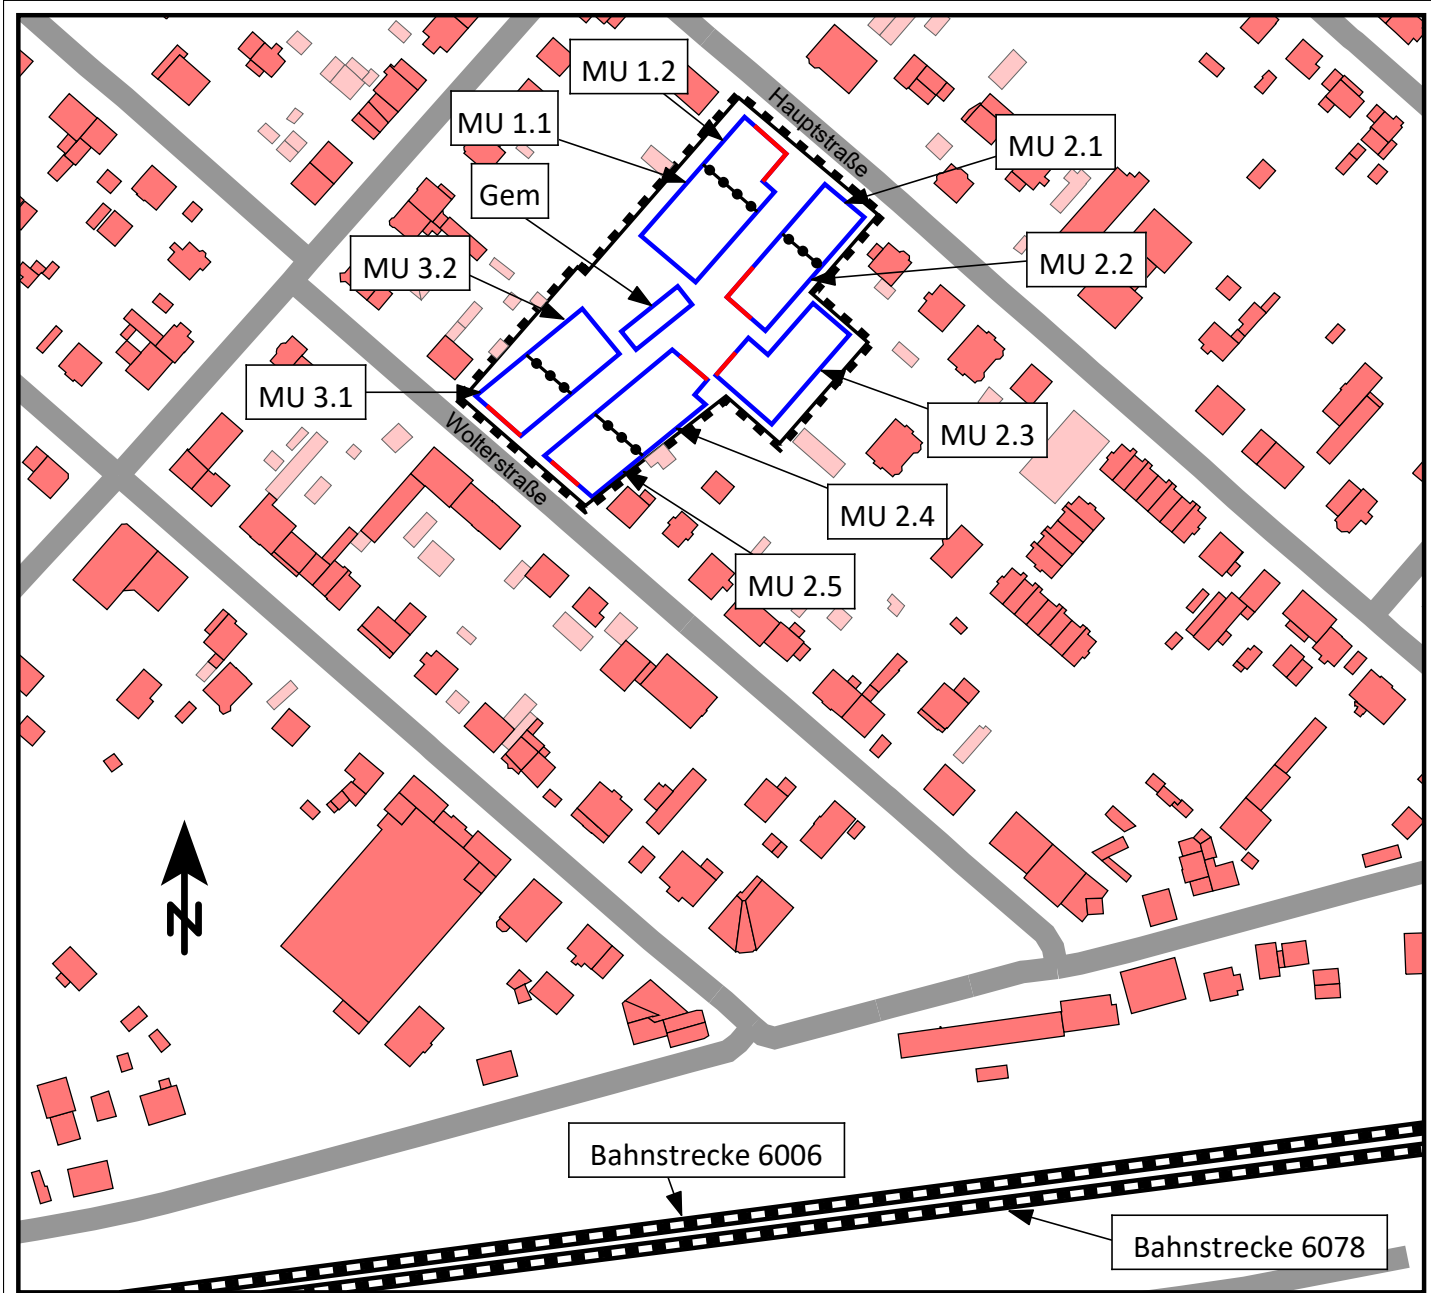 MU 1.2
Hauptstraße
MU 1.1
MU 2.1
Gem
MU 2.2
MU 3.2
MU 3.1
MU 2.3
Wolterstraße
MU 2.4
MU 2.5
N
Bahnstrecke 6006
Bahnstrecke 6078